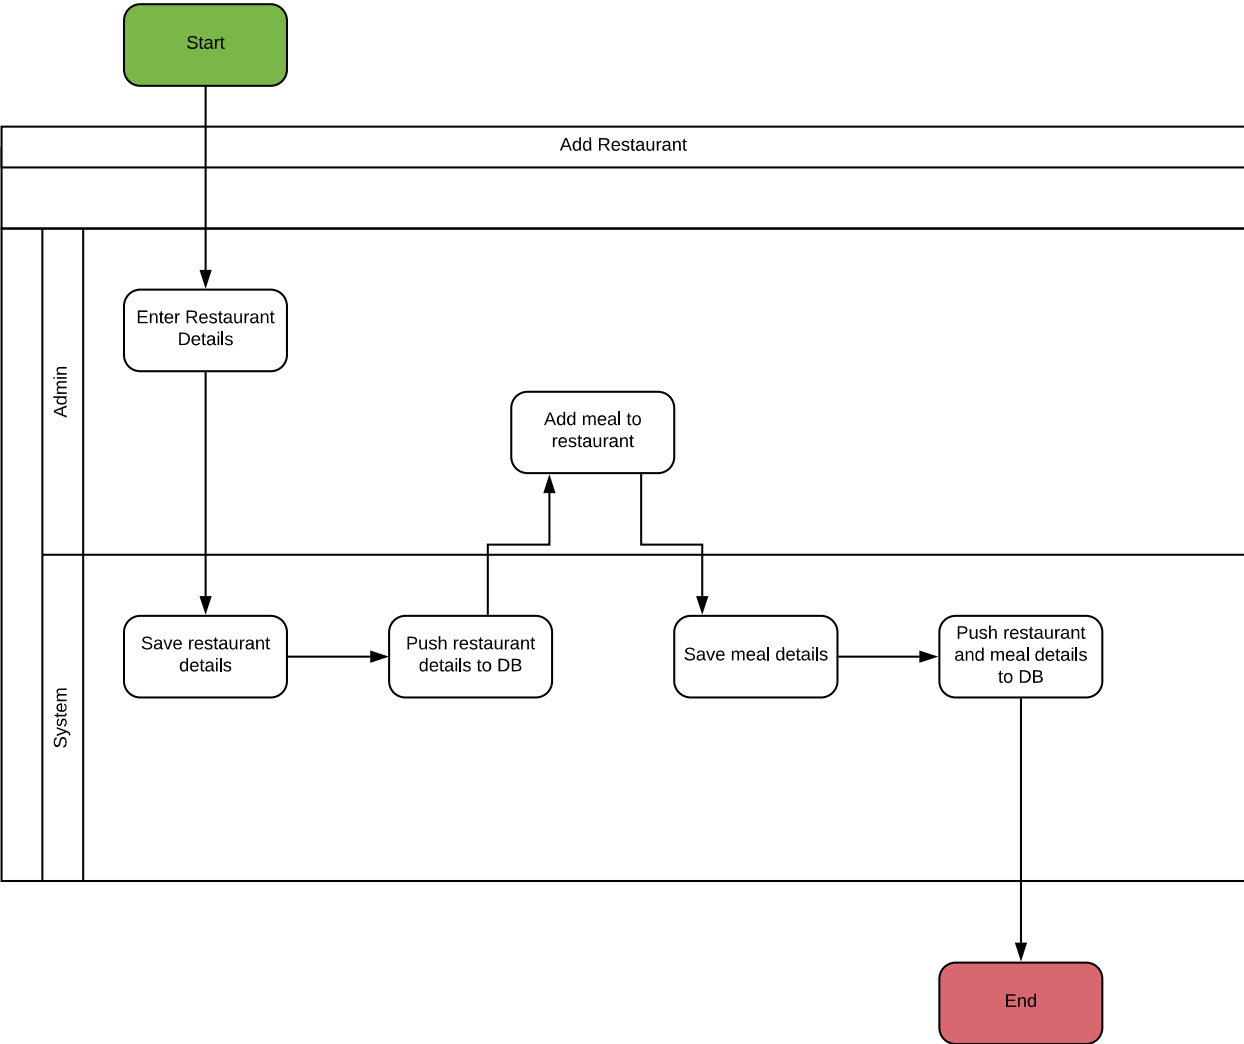 Start
Add Restaurant
Admin
Enter Restaurant
Details
Add meal to
restaurant
System
Save restaurant
details
Push restaurant
details to DB
Save meal details
Push restaurant
and meal details
to DB
End